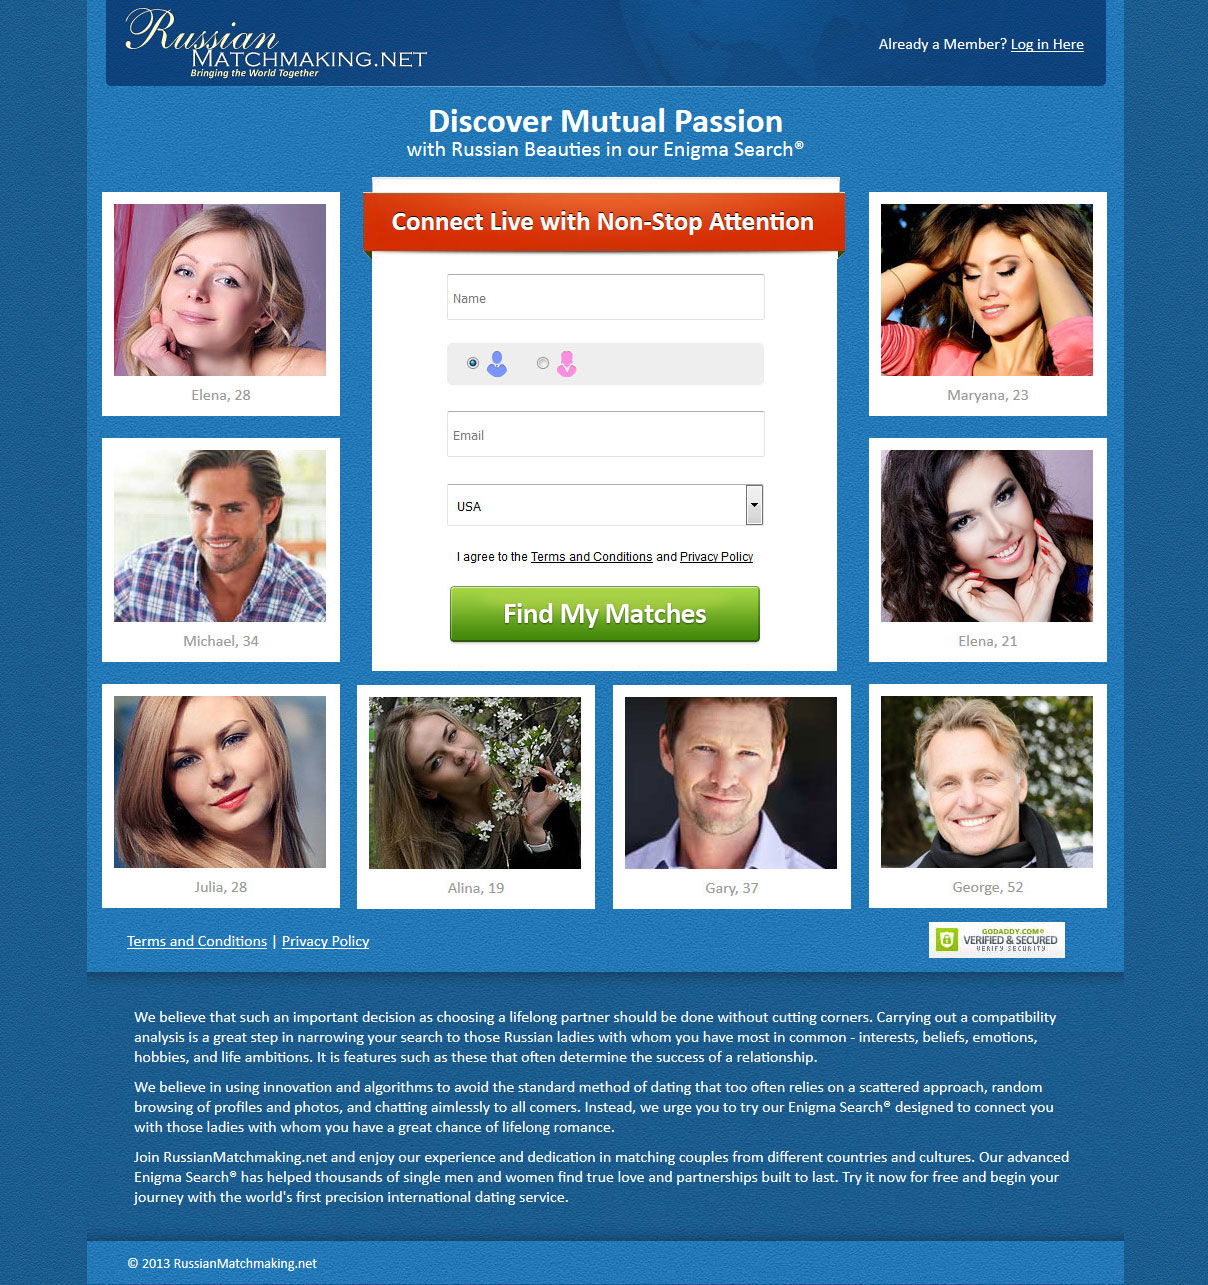 Russian
MATCHMAKING.NET
Bringing the World Together
Already a Member? Log in Here
Discover Mutual Passion
with Russian Beauties in our Enigma Search®
Connect Live with Non-Stop Attention
Name
Email
USA
I agree to the Terms and Conditions and Privacy Policy
Find My Matches
Elena, 28
Maryana, 23
Michael, 34
Elena, 21
Julia, 28
Alina, 19
Gary, 37
George, 52
Terms and Conditions | Privacy Policy
GODADDY.COM®
VERIFIED & SECURED
VERIFY SECURITY
We believe that such an important decision as choosing a lifelong partner should be done without cutting corners. Carrying out a compatibility
analysis is a great step in narrowing your search to those Russian ladies with whom you have most in common - interests, beliefs, emotions,
hobbies, and life ambitions. It is features such as these that often determine the success of a relationship.
We believe in using innovation and algorithms to avoid the standard method of dating that too often relies on a scattered approach, random
browsing of profiles and photos, and chatting aimlessly to all comers. Instead, we urge you to try our Enigma Search® designed to connect you
with those ladies with whom you have a great chance of lifelong romance.
Join RussianMatchmaking.net and enjoy our experience and dedication in matching couples from different countries and cultures. Our advanced
Enigma Search® has helped thousands of single men and women find true love and partnerships built to last. Try it now for free and begin your
journey with the world's first precision international dating service.
© 2013 RussianMatchmaking.net